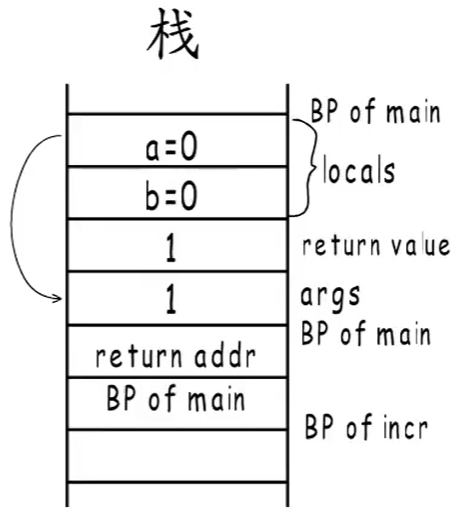 栈
BP of main
a=0
b=0
locals
1
return value
1
args
BP of main
return addr
BP of main
BP of incr